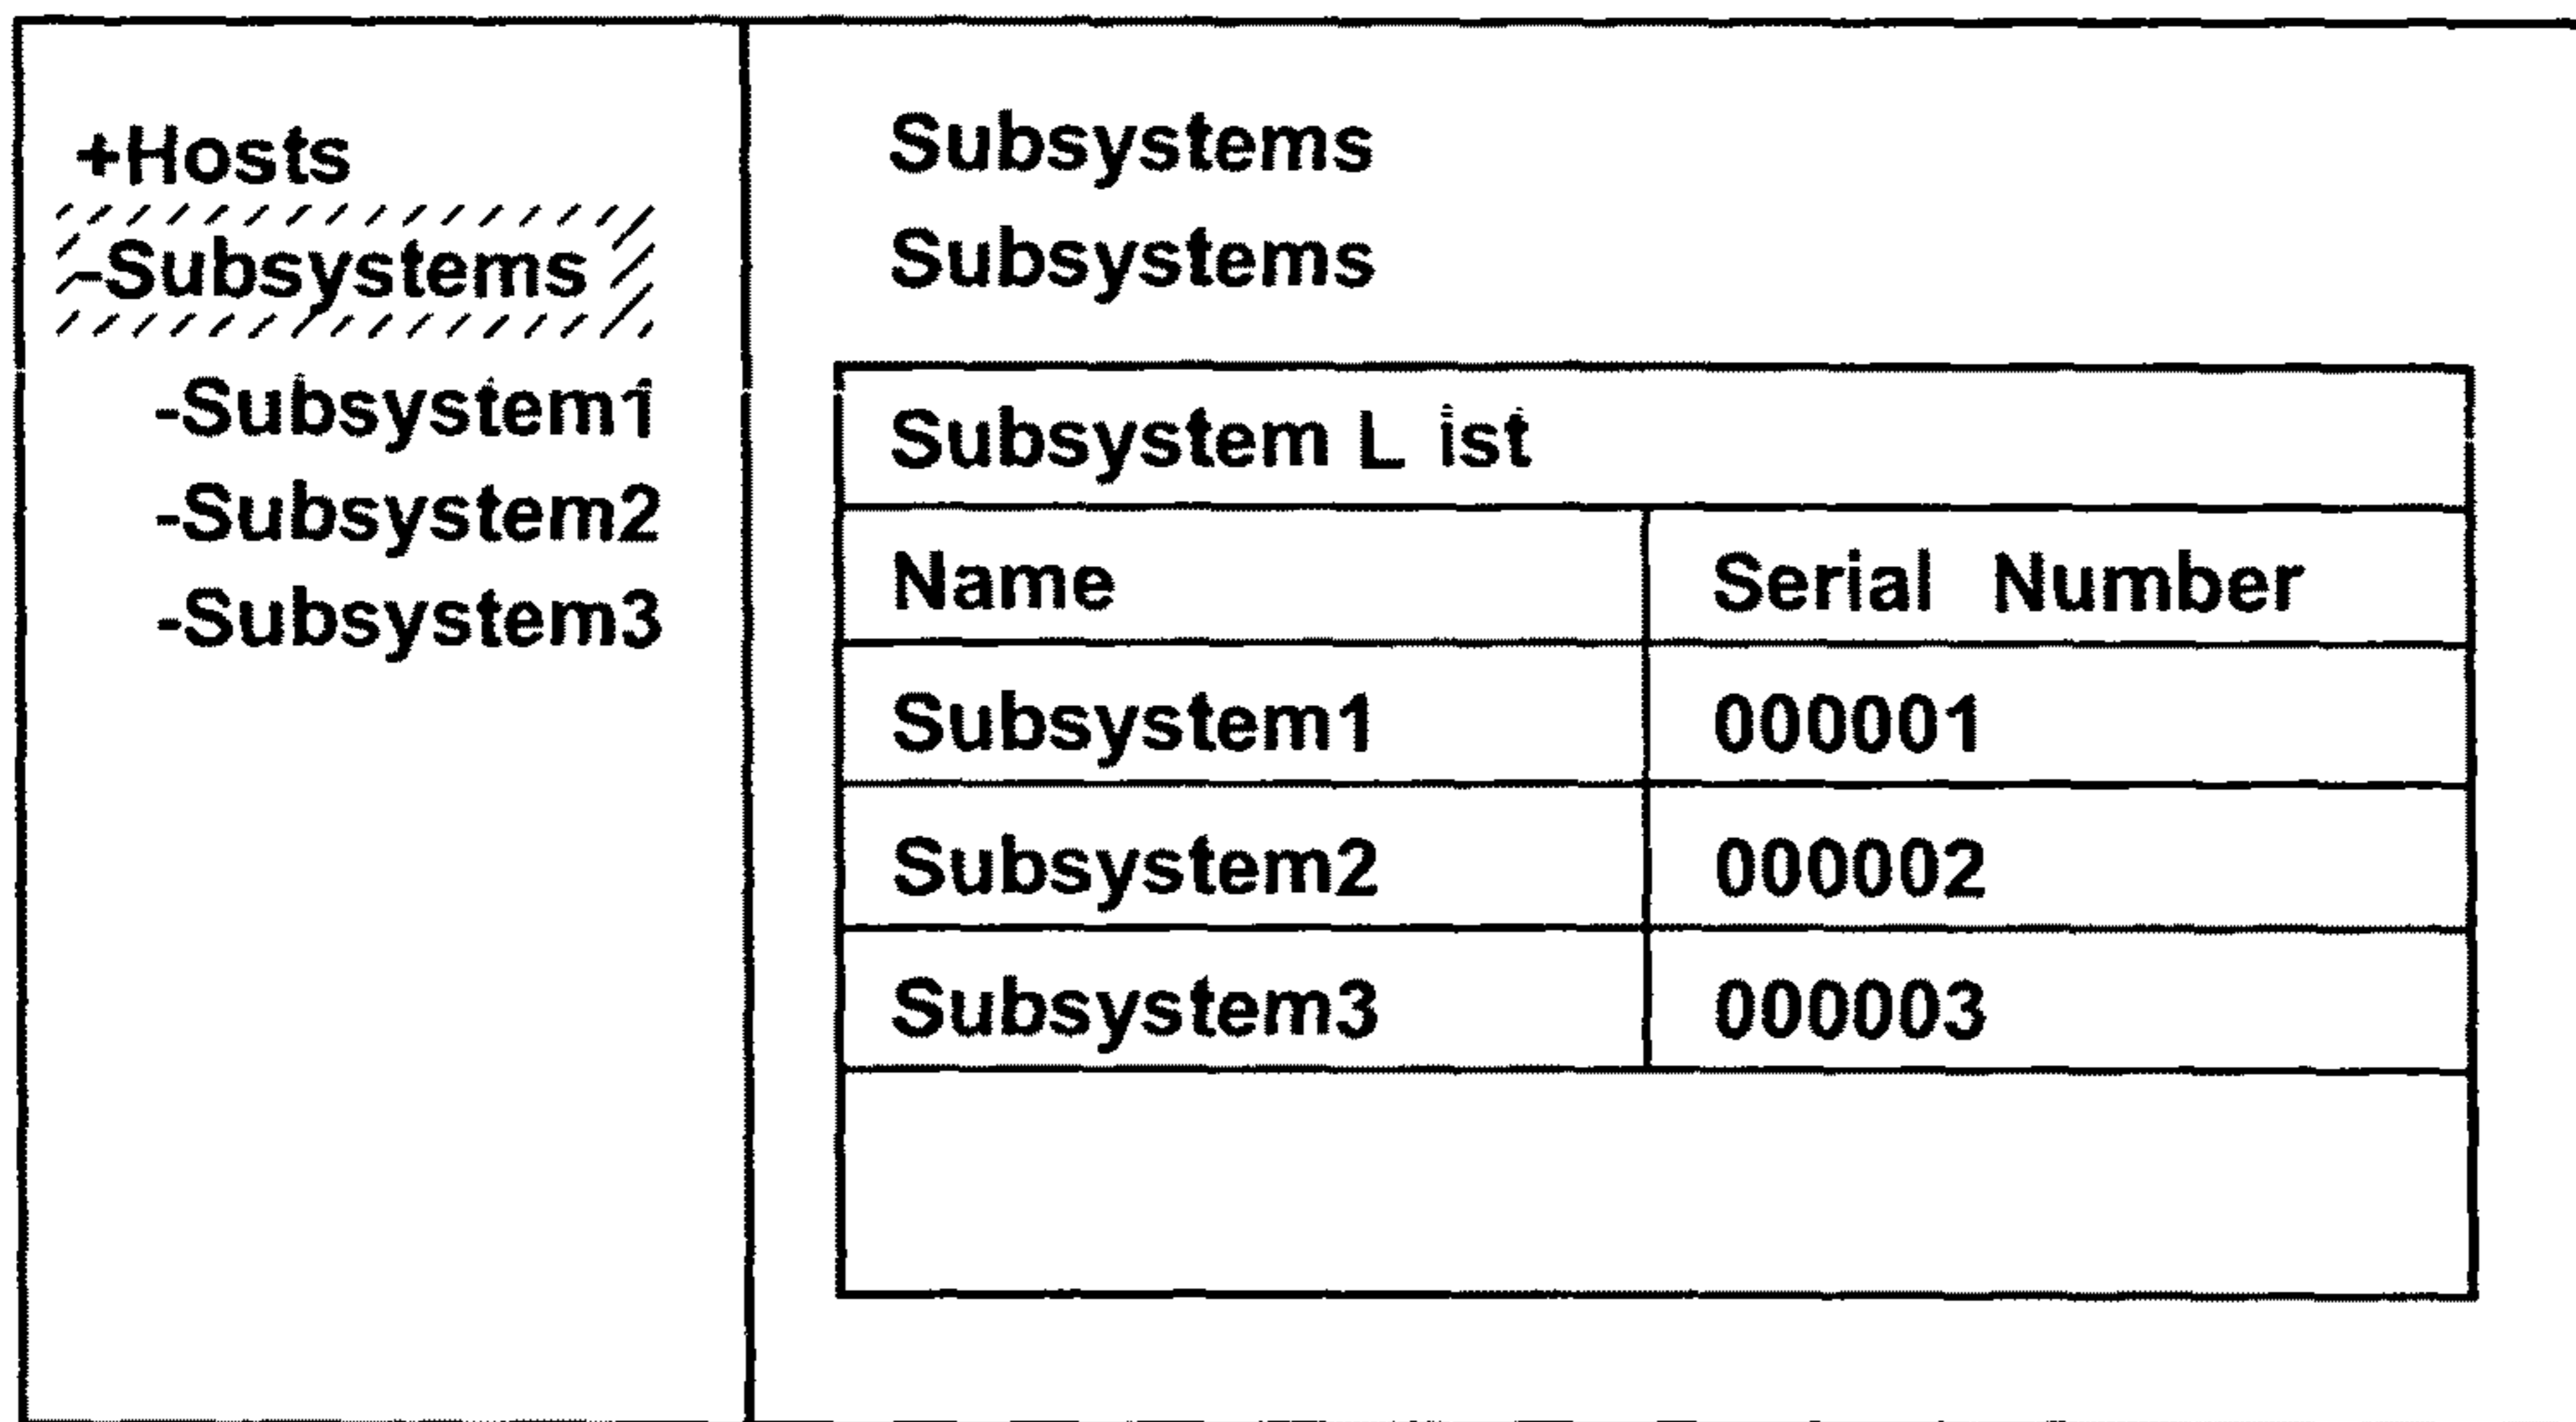 +Hosts
-Subsystems
-Subsystem1
-Subsystem2
-Subsystem3
Subsystems
Subsystems
Subsystem L ist
Name Serial Number
Subsystem1 000001
Subsystem2 000002
Subsystem3 000003